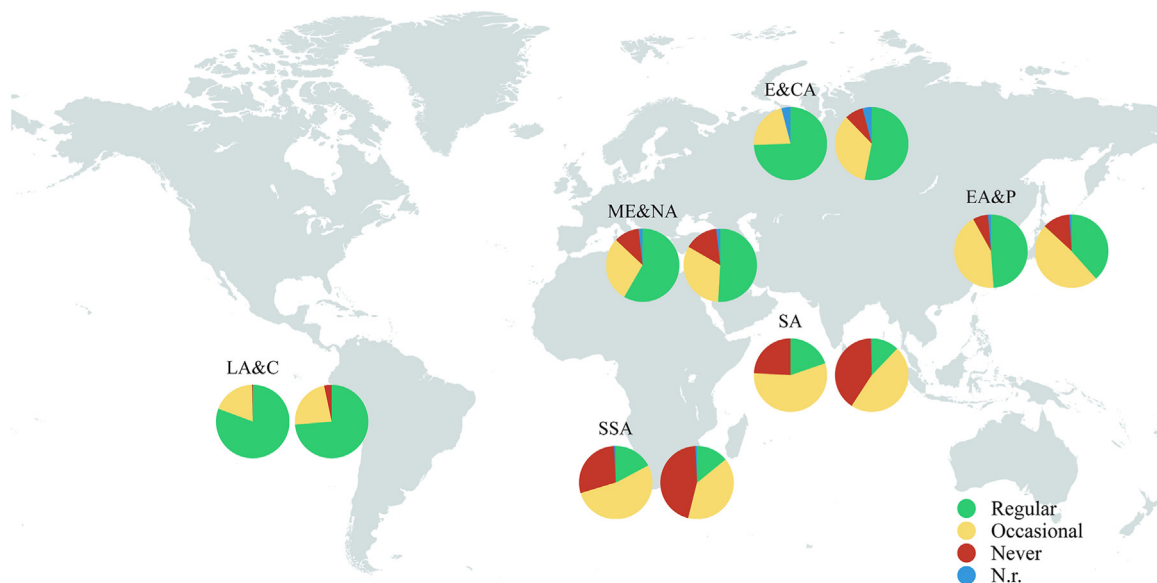 E&CA
ME&NA
EA&P
SA
LA&C
SSA
Regular
Occasional
Never
N.r.